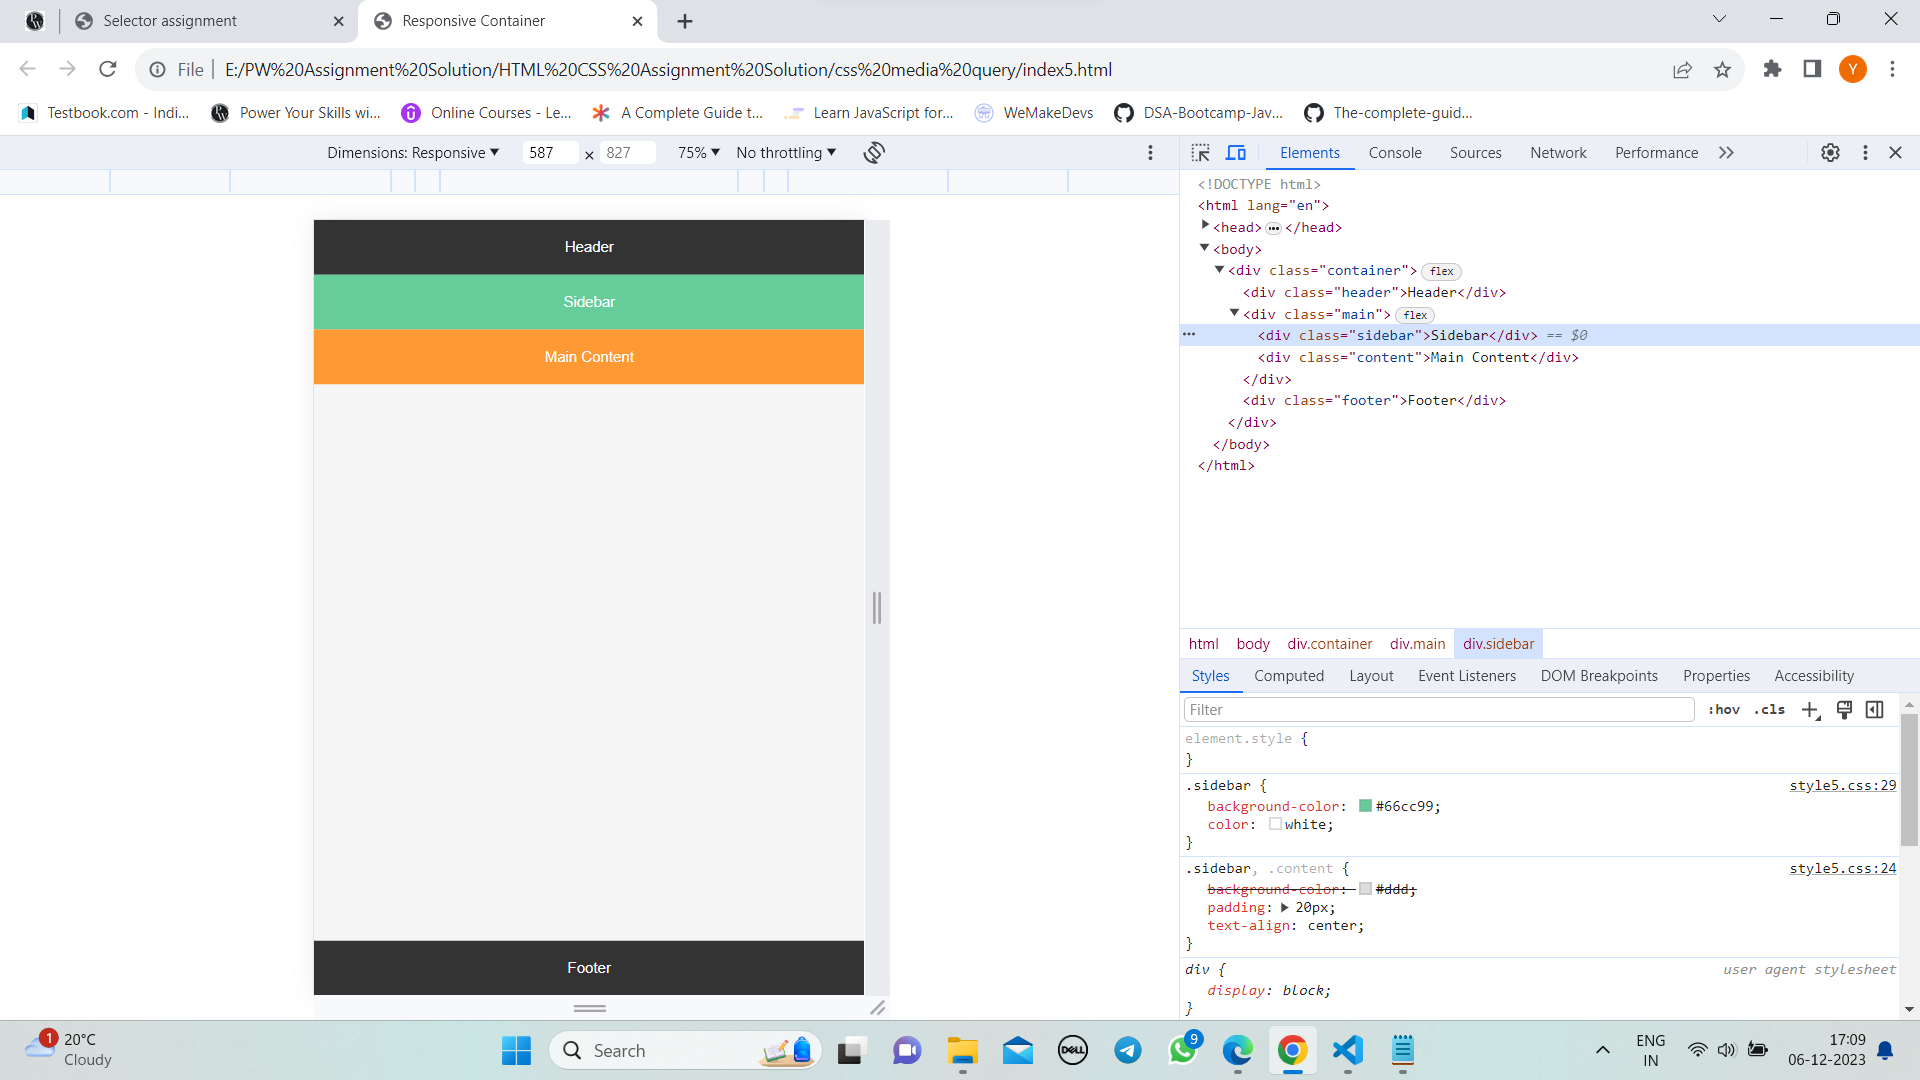 Selector assignment
Responsive Container
File
E:/PW%20Assignment%20Solution/HTML%20CSS%20Assignment%20Solution/css%20media%20query/index5.html
Y
Testbook.com - Indi...
Power Your Skills wi...
Online Courses - Le...
A Complete Guide t...
Learn JavaScript for...
WeMakeDevs
DSA-Bootcamp-Jav...
The-complete-guid...
Dimensions: Responsive
587 x 827
75%
No throttling
Header
Sidebar
Main Content
Footer
Elements
Console
Sources
Network
Performance
<!DOCTYPE html>
<html lang="en">
<head> ••• </head>
<body>
<div class="container"> flex
<div class="header">Header</div>
<div class="main"> flex
<div class="sidebar">Sidebar</div> == $0
<div class="content">Main Content</div>
</div>
<div class="footer">Footer</div>
</div>
</body>
</html>
html body div.container div.main div.sidebar
Styles
Computed
Layout
Event Listeners
DOM Breakpoints
Properties
Accessibility
Filter
:hov .cls
element.style {
}
.sidebar {
style5.css:29
background-color: #66cc99;
color: white;
}
.sidebar, .content {
style5.css:24
background-color: #ddd;
padding: 20px;
text-align: center;
}
div {
user agent stylesheet
display: block;
}
1
20°C
Cloudy
Search
DELL
9
ENG
IN
17:09
06-12-2023